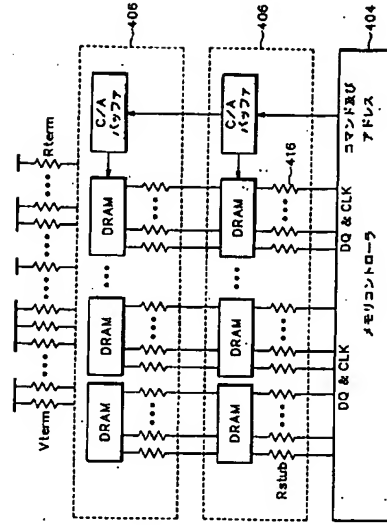 Vterm
Rterm
C/A
バッファ
406
DRAM
DRAM
DRAM
C/A
バッファ
406
DRAM
DRAM
DRAM
416
Rstub
DQ & CLK
DQ & CLK
コマンド及び
アドレス
メモリコントローラ
404